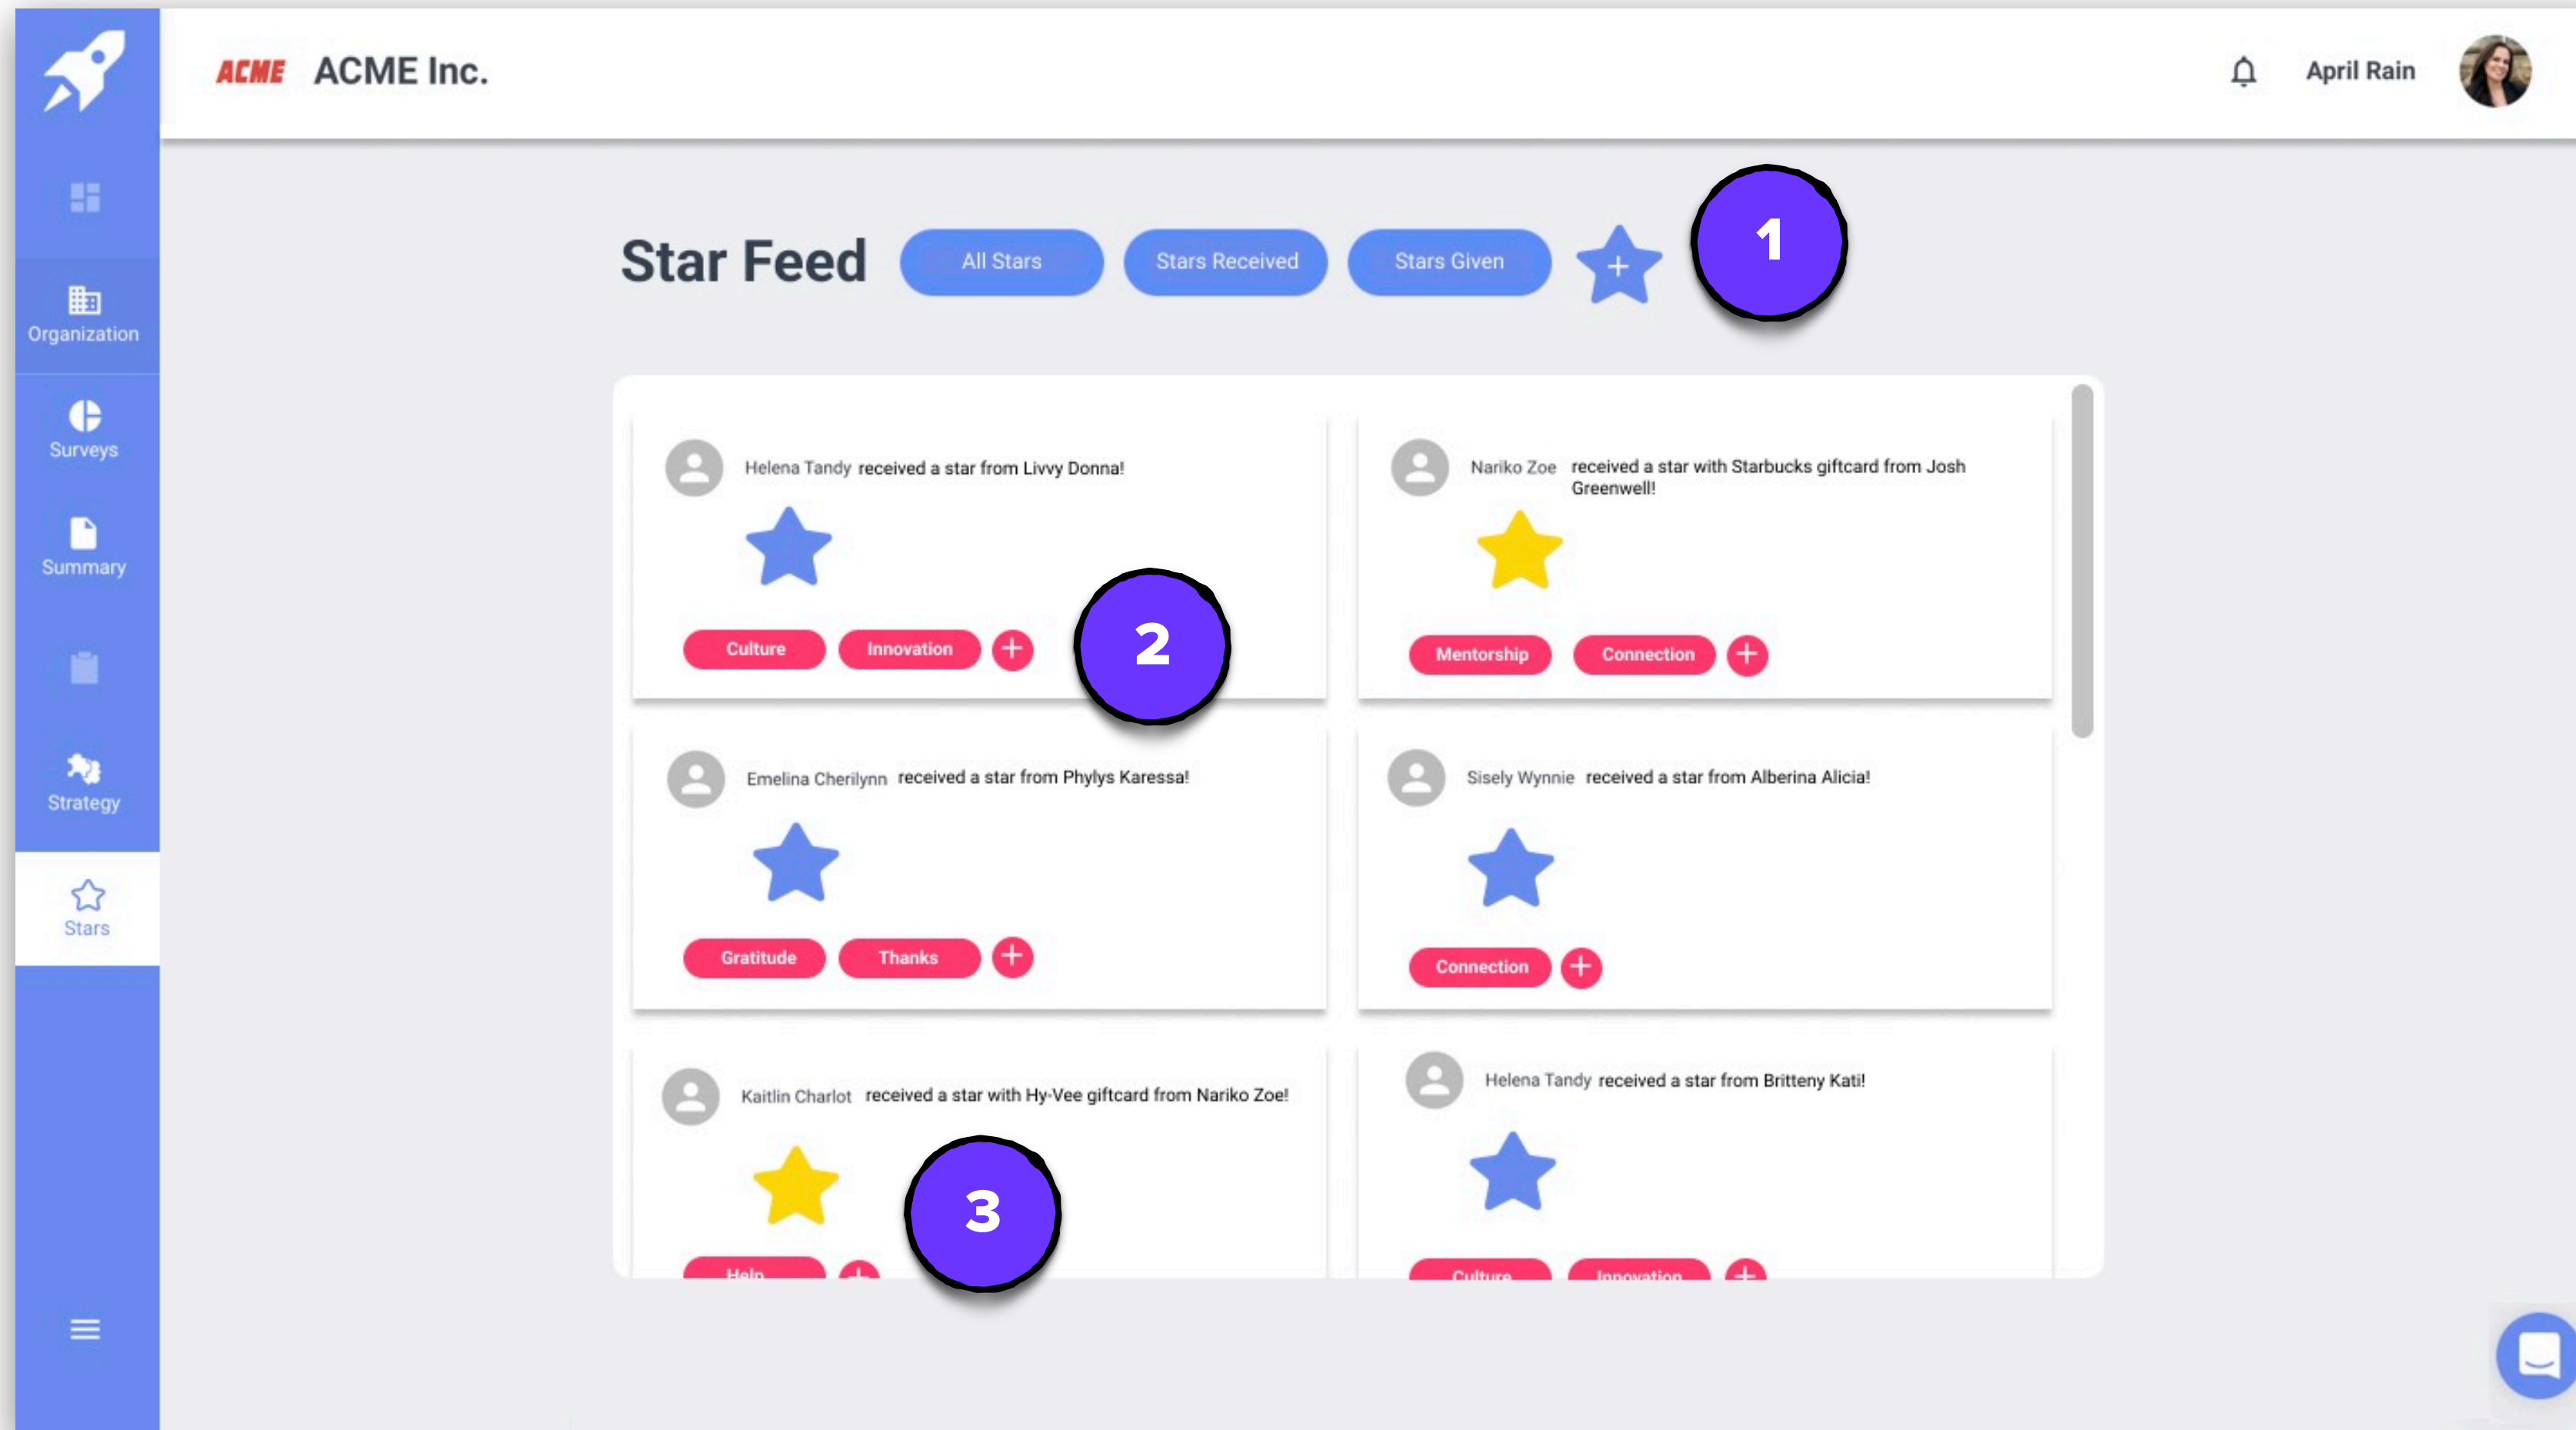 ACME ACME Inc.
April Rain
Organization
Surveys
Summary
Strategy
Stars
Star Feed
All Stars
Stars Received
Stars Given
+
1
Helena Tandy received a star from Livvy Donna!
Culture
Innovation
+
2
Nariko Zoe received a star with Starbucks giftcard from Josh
Greenwell!
Mentorship
Connection
+
Emelina Cherilynn received a star from Phylys Karessa!
Gratitude
Thanks
+
Sisely Wynnie received a star from Alberina Alicia!
Connection
+
Kaitlin Charlot received a star with Hy-Vee giftcard from Nariko Zoe!
3
Help
+
Helena Tandy received a star from Britteny Kati!
Culture
Innovation
+